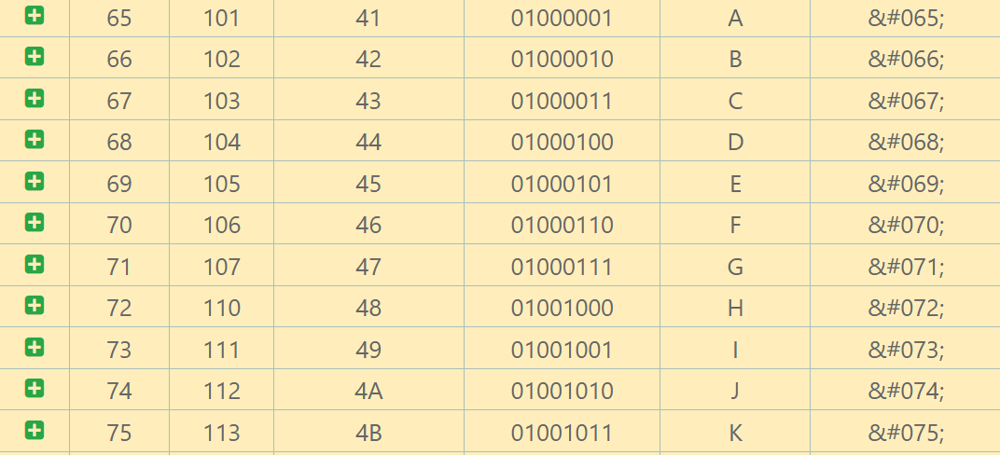 65 101 41 01000001 A &#065;
66 102 42 01000010 B &#066;
67 103 43 01000011 C &#067;
68 104 44 01000100 D &#068;
69 105 45 01000101 E &#069;
70 106 46 01000110 F &#070;
71 107 47 01000111 G &#071;
72 110 48 01001000 H &#072;
73 111 49 01001001 I &#073;
74 112 4A 01001010 J &#074;
75 113 4B 01001011 K &#075;